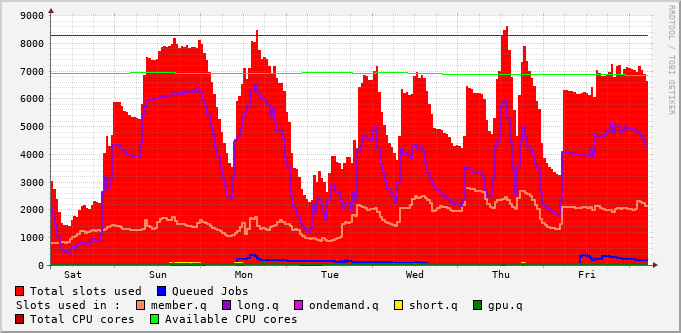 9000
8000
7000
6000
5000
4000
3000
2000
1000
0
Sat Sun Mon Tue Wed Thu Fri
RRDTOOL / TOBI OETIKER
Total slots used Queued Jobs
Slots used in : member.q long.q ondemand.q short.q gpu.q
Total CPU cores Available CPU cores